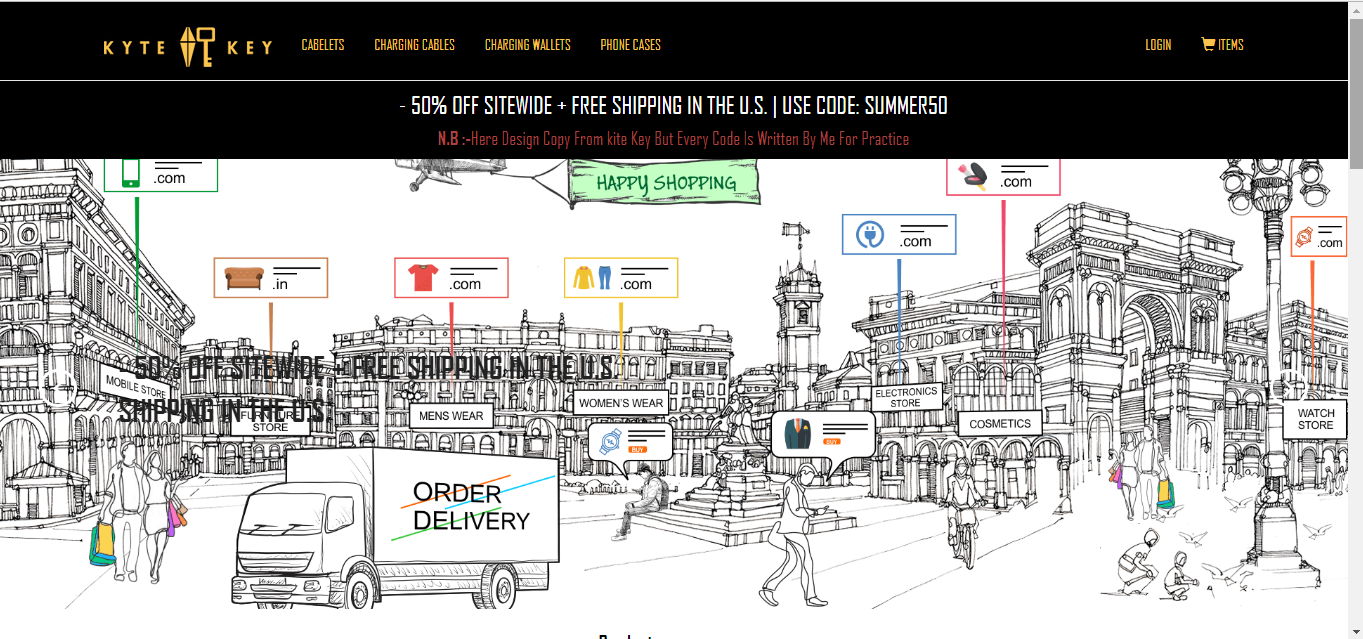 KYTE KEY CABELETS CHARGING CABLES CHARGING WALLETS PHONE CASES LOGIN ITEMS
- 50% OFF SITEWIDE + FREE SHIPPING IN THE U.S. | USE CODE: SUMMER50
N.B :-Here Design Copy From kite Key But Every Code Is Written By Me For Practice
.com
HAPPY SHOPPING
.com
.com
.com
.in
.com
.com
- 50% OFF SITEWIDE + FREE SHIPPING IN THE U.S.
SHIPPING IN THE U.S.
MOBILE STORE
FURNITURE
STORE
MENS WEAR
WOMEN'S WEAR
ELECTRONICS
STORE
COSMETICS
WATCH
STORE
BUY
BUY
ORDER
DELIVERY